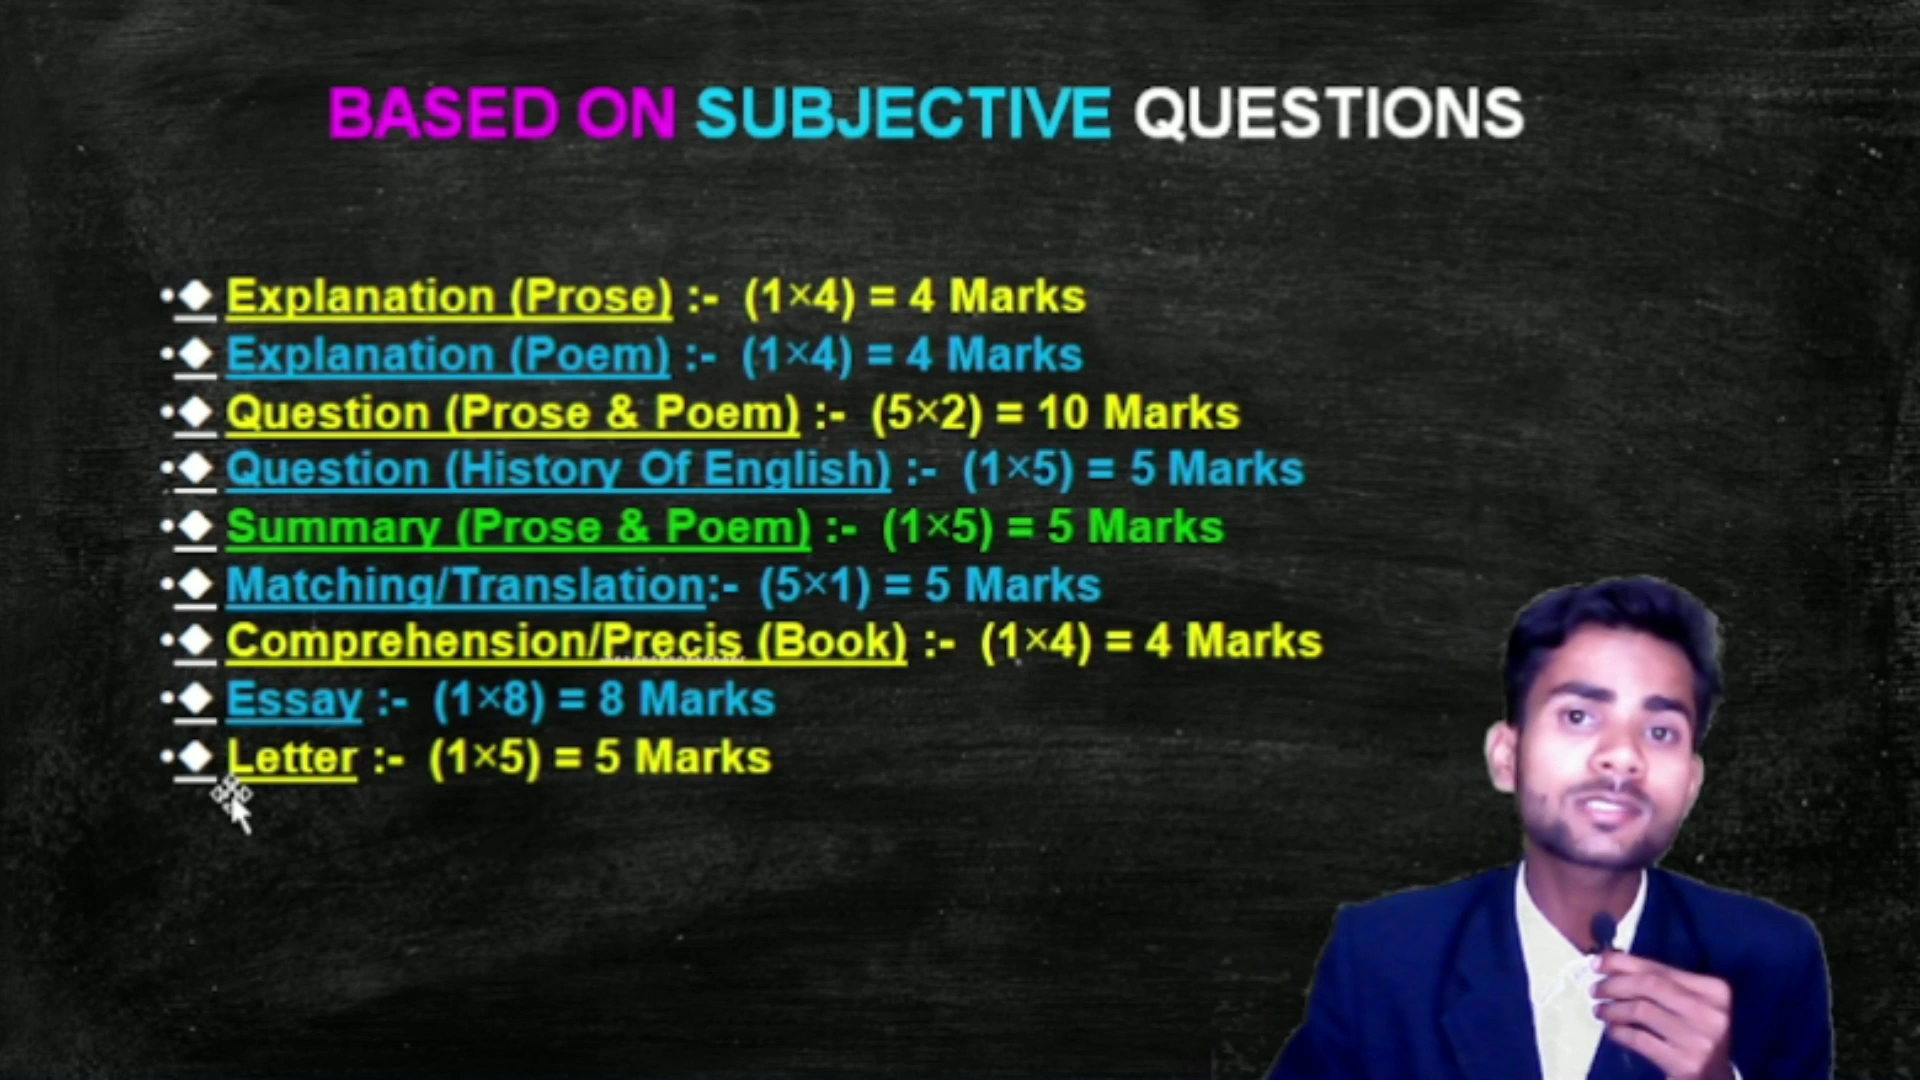 BASED ON SUBJECTIVE QUESTIONS
•◆ Explanation (Prose) :- (1×4) = 4 Marks
•◆ Explanation (Poem) :- (1×4) = 4 Marks
•◆ Question (Prose & Poem) :- (5×2) = 10 Marks
•◆ Question (History Of English) :- (1×5) = 5 Marks
•◆ Summary (Prose & Poem) :- (1×5) = 5 Marks
•◆ Matching/Translation:- (5×1) = 5 Marks
•◆ Comprehension/Precis (Book) :- (1×4) = 4 Marks
•◆ Essay :- (1×8) = 8 Marks
•◆ Letter :- (1×5) = 5 Marks